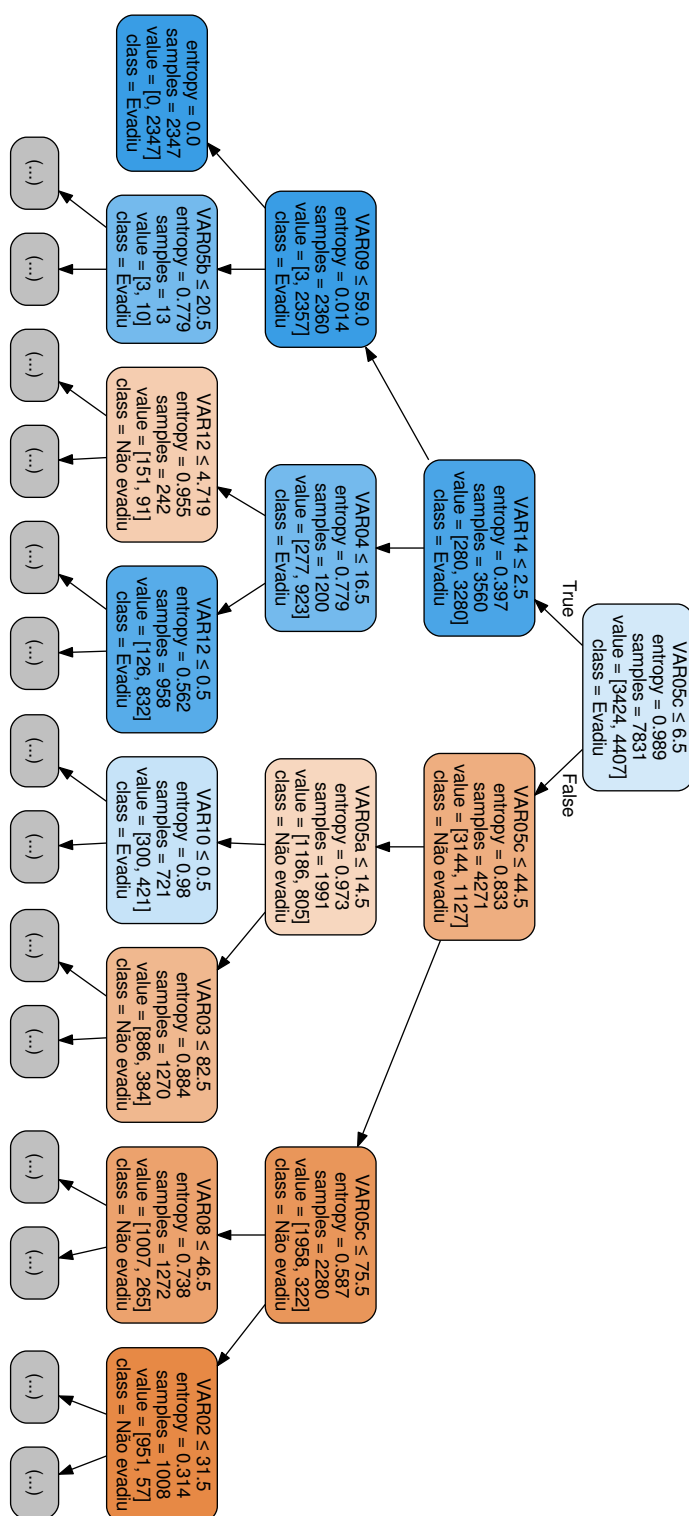 VAR05c ≤ 6.5
entropy = 0.989
samples = 7831
value = [3424, 4407]
class = Evadiu
True
False
VAR14 ≤ 2.5
entropy = 0.397
samples = 3560
value = [280, 3280]
class = Evadiu
VAR05c ≤ 44.5
entropy = 0.833
samples = 4271
value = [3144, 1127]
class = Não evadiu
VAR09 ≤ 59.0
entropy = 0.014
samples = 2360
value = [3, 2357]
class = Evadiu
VAR04 ≤ 16.5
entropy = 0.779
samples = 1200
value = [277, 923]
class = Evadiu
VAR05a ≤ 14.5
entropy = 0.973
samples = 1991
value = [1186, 805]
class = Não evadiu
VAR05c ≤ 75.5
entropy = 0.587
samples = 2280
value = [1958, 322]
class = Não evadiu
entropy = 0.0
samples = 2347
value = [0, 2347]
class = Evadiu
VAR05b ≤ 20.5
entropy = 0.779
samples = 13
value = [3, 10]
class = Evadiu
VAR12 ≤ 4.719
entropy = 0.955
samples = 242
value = [151, 91]
class = Não evadiu
VAR12 ≤ 0.5
entropy = 0.562
samples = 958
value = [126, 832]
class = Evadiu
VAR10 ≤ 0.5
entropy = 0.98
samples = 721
value = [300, 421]
class = Evadiu
VAR03 ≤ 82.5
entropy = 0.884
samples = 1270
value = [886, 384]
class = Não evadiu
VAR08 ≤ 46.5
entropy = 0.738
samples = 1272
value = [1007, 265]
class = Não evadiu
VAR02 ≤ 31.5
entropy = 0.314
samples = 1008
value = [951, 57]
class = Não evadiu
(...)
(...)
(...)
(...)
(...)
(...)
(...)
(...)
(...)
(...)
(...)
(...)
(...)
(...)